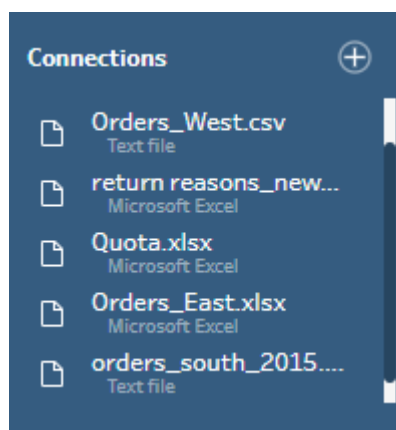 Connections
Orders_West.csv
Text file
return reasons_new...
Microsoft Excel
Quota.xlsx
Microsoft Excel
Orders_East.xlsx
Microsoft Excel
orders_south_2015....
Text file